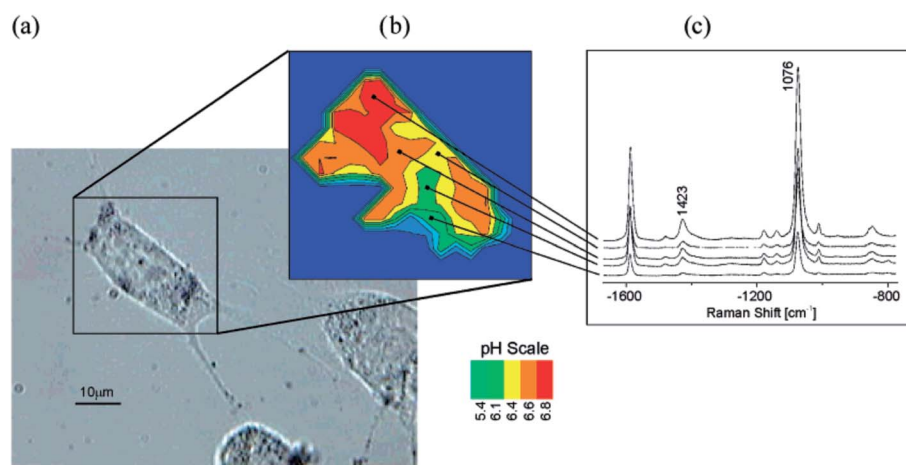 (a)
(b)
(c)
1076
1423
-1600
-1200
-800
Raman Shift [cm⁻¹]
10μm
pH Scale
5.4
6.1
6.4
6.6
6.8